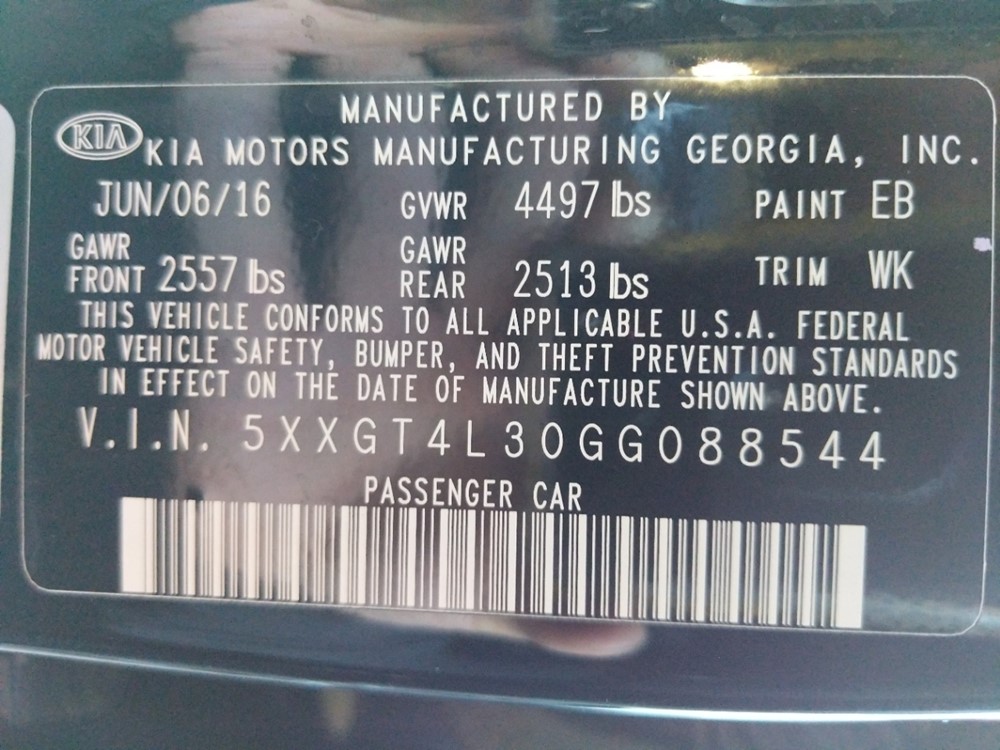 MANUFACTURED BY
KIA KIA MOTORS MANUFACTURING GEORGIA, INC.
JUN/06/16 GVWR 4497 lbs PAINT EB
GAWR FRONT 2557 lbs GAWR REAR 2513 lbs TRIM WK
THIS VEHICLE CONFORMS TO ALL APPLICABLE U.S.A. FEDERAL
MOTOR VEHICLE SAFETY, BUMPER, AND THEFT PREVENTION STANDARDS
IN EFFECT ON THE DATE OF MANUFACTURE SHOWN ABOVE.
V.I.N. 5XXGT4L30GG088544
PASSENGER CAR